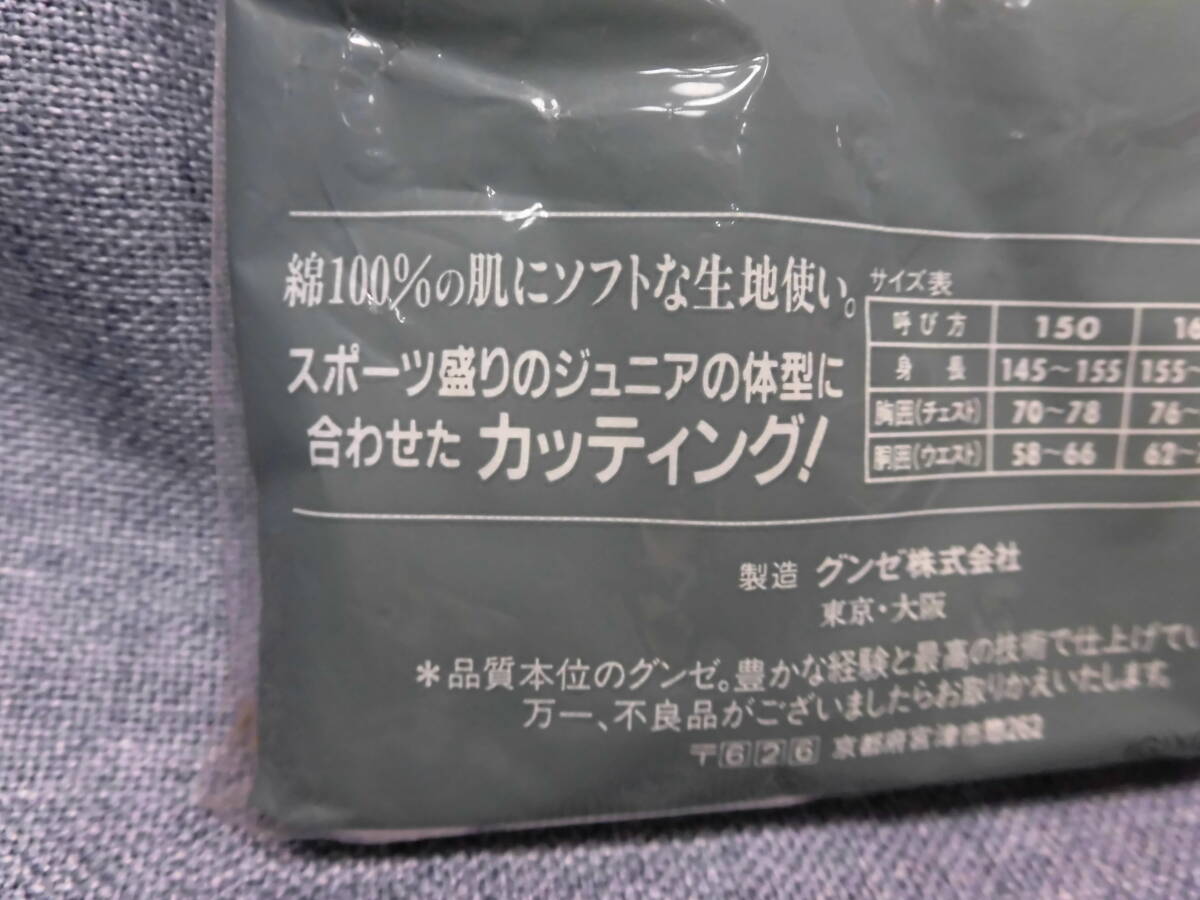 綿100%の肌にソフトな生地使い。
スポーツ盛りのジュニアの体型に
合わせた カッティング!
サイズ表
呼び方 150
身長 145〜155 155〜
胸囲(チェスト) 70〜78 76〜
胴囲(ウエスト) 58〜66 62〜
製造 グンゼ株式会社
東京・大阪
*品質本位のグンゼ。豊かな経験と最高の技術で仕上げてい
万一、不良品がございましたらお取りかえいたします。
〒626 京都府宮津市 262